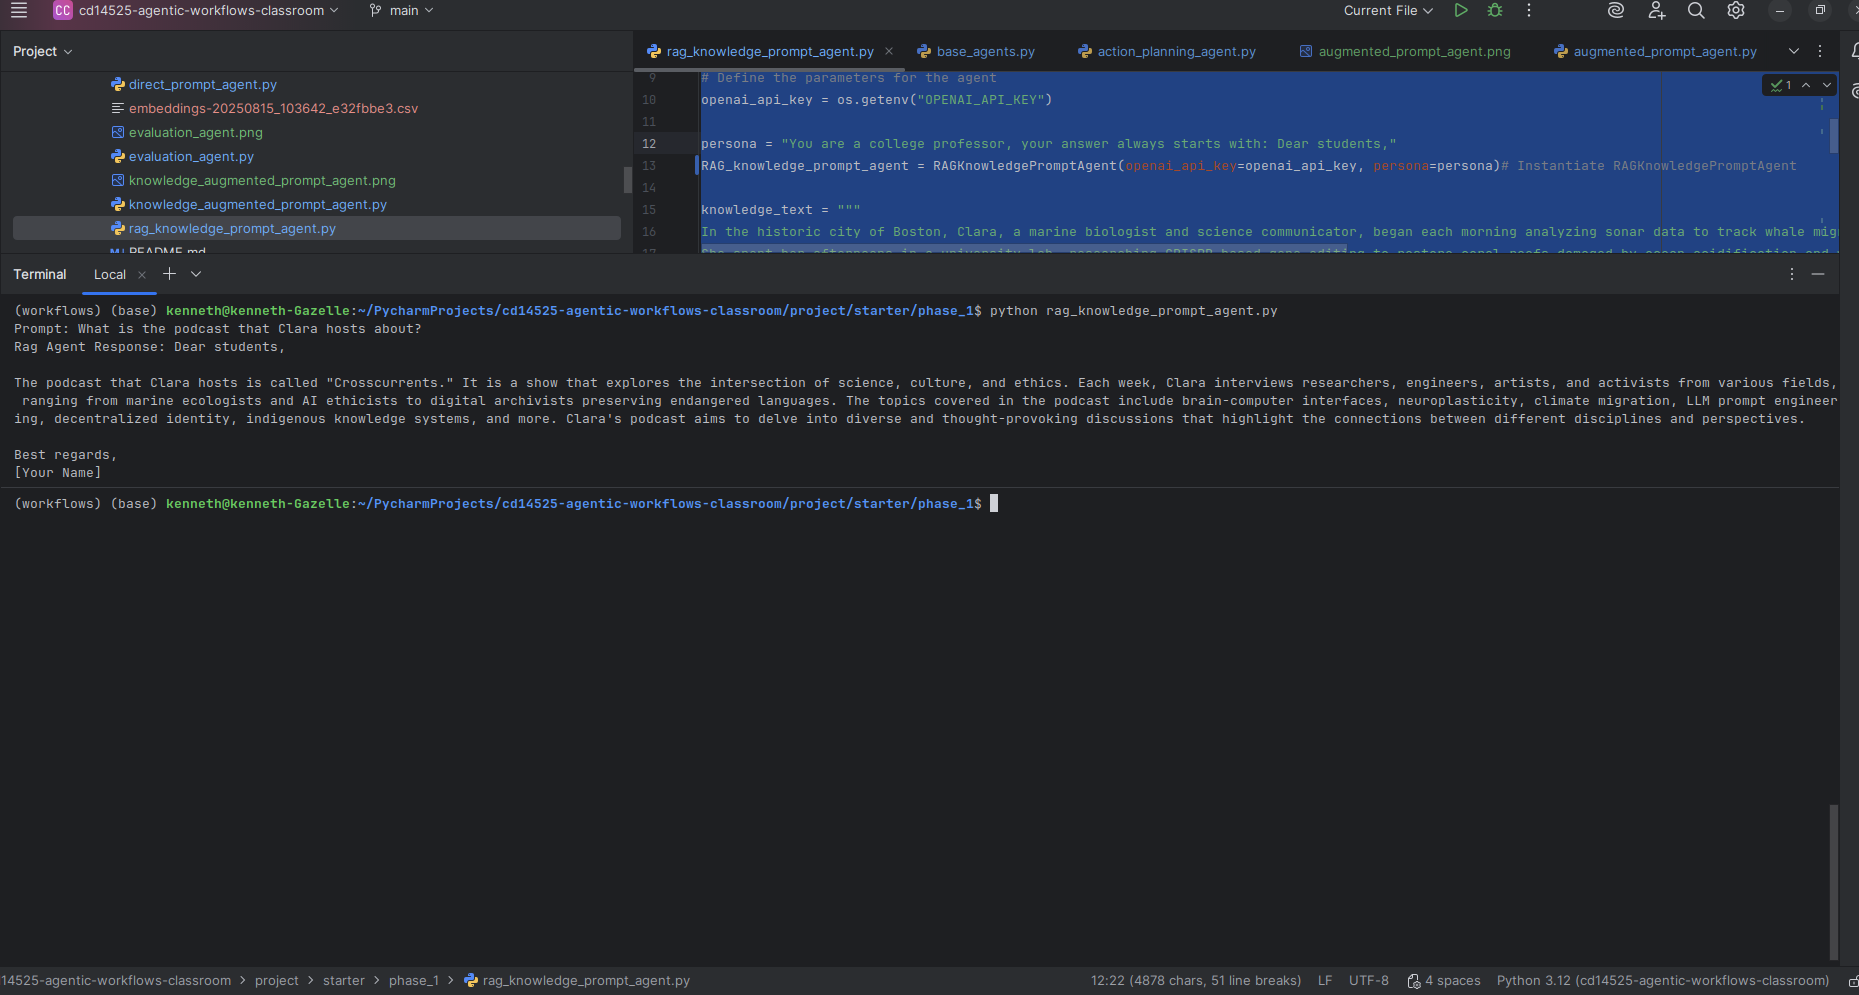 CC cd14525-agentic-workflows-classroom main Current File
Project
rag_knowledge_prompt_agent.py base_agents.py action_planning_agent.py augmented_prompt_agent.png augmented_prompt_agent.py
direct_prompt_agent.py
embeddings-20250815_103642_e32fbbe3.csv
evaluation_agent.png
evaluation_agent.py
knowledge_augmented_prompt_agent.png
knowledge_augmented_prompt_agent.py
rag_knowledge_prompt_agent.py
README.md
9 # Define the parameters for the agent
10 openai_api_key = os.getenv("OPENAI_API_KEY")
11
12 persona = "You are a college professor, your answer always starts with: Dear students,"
13 RAG_knowledge_prompt_agent = RAGKnowledgePromptAgent(openai_api_key=openai_api_key, persona=persona)# Instantiate RAGKnowledgePromptAgent
14
15 knowledge_text = """
16 In the historic city of Boston, Clara, a marine biologist and science communicator, began each morning analyzing sonar data to track whale mig
17
1
Terminal Local
(workflows) (base) kenneth@kenneth-Gazelle:~/PycharmProjects/cd14525-agentic-workflows-classroom/project/starter/phase_1$ python rag_knowledge_prompt_agent.py
Prompt: What is the podcast that Clara hosts about?
Rag Agent Response: Dear students,
The podcast that Clara hosts is called "Crosscurrents." It is a show that explores the intersection of science, culture, and ethics. Each week, Clara interviews researchers, engineers, artists, and activists from various fields,
ranging from marine ecologists and AI ethicists to digital archivists preserving endangered languages. The topics covered in the podcast include brain-computer interfaces, neuroplasticity, climate migration, LLM prompt engineer
ing, decentralized identity, indigenous knowledge systems, and more. Clara's podcast aims to delve into diverse and thought-provoking discussions that highlight the connections between different disciplines and perspectives.
Best regards,
[Your Name]
(workflows) (base) kenneth@kenneth-Gazelle:~/PycharmProjects/cd14525-agentic-workflows-classroom/project/starter/phase_1$
14525-agentic-workflows-classroom > project > starter > phase_1 > rag_knowledge_prompt_agent.py 12:22 (4878 chars, 51 line breaks) LF UTF-8 4 spaces Python 3.12 (cd14525-agentic-workflows-classroom)